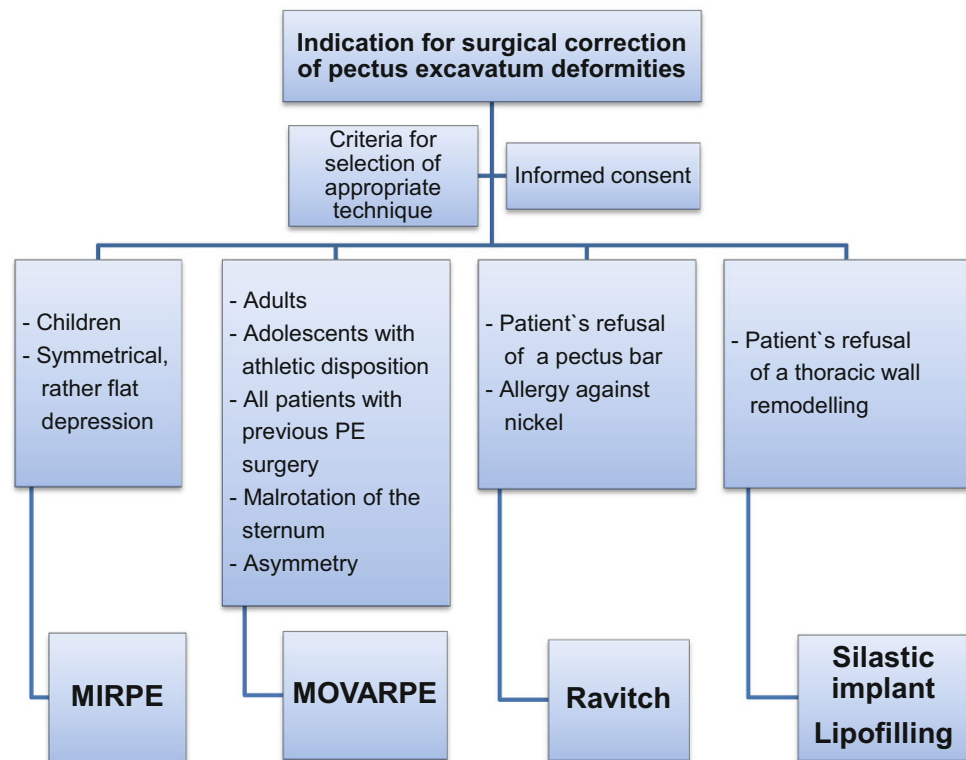 Indication for surgical correction
of pectus excavatum deformities
Criteria for
selection of
appropriate
technique
Informed consent
- Children
- Symmetrical,
rather flat
depression
- Adults
- Adolescents with
athletic disposition
- All patients with
previous PE
surgery
- Malrotation of the
sternum
- Asymmetry
- Patient`s refusal
of a pectus bar
- Allergy against
nickel
- Patient`s refusal
of a thoracic wall
remodelling
MIRPE
MOVARPE
Ravitch
Silastic
implant
Lipofilling